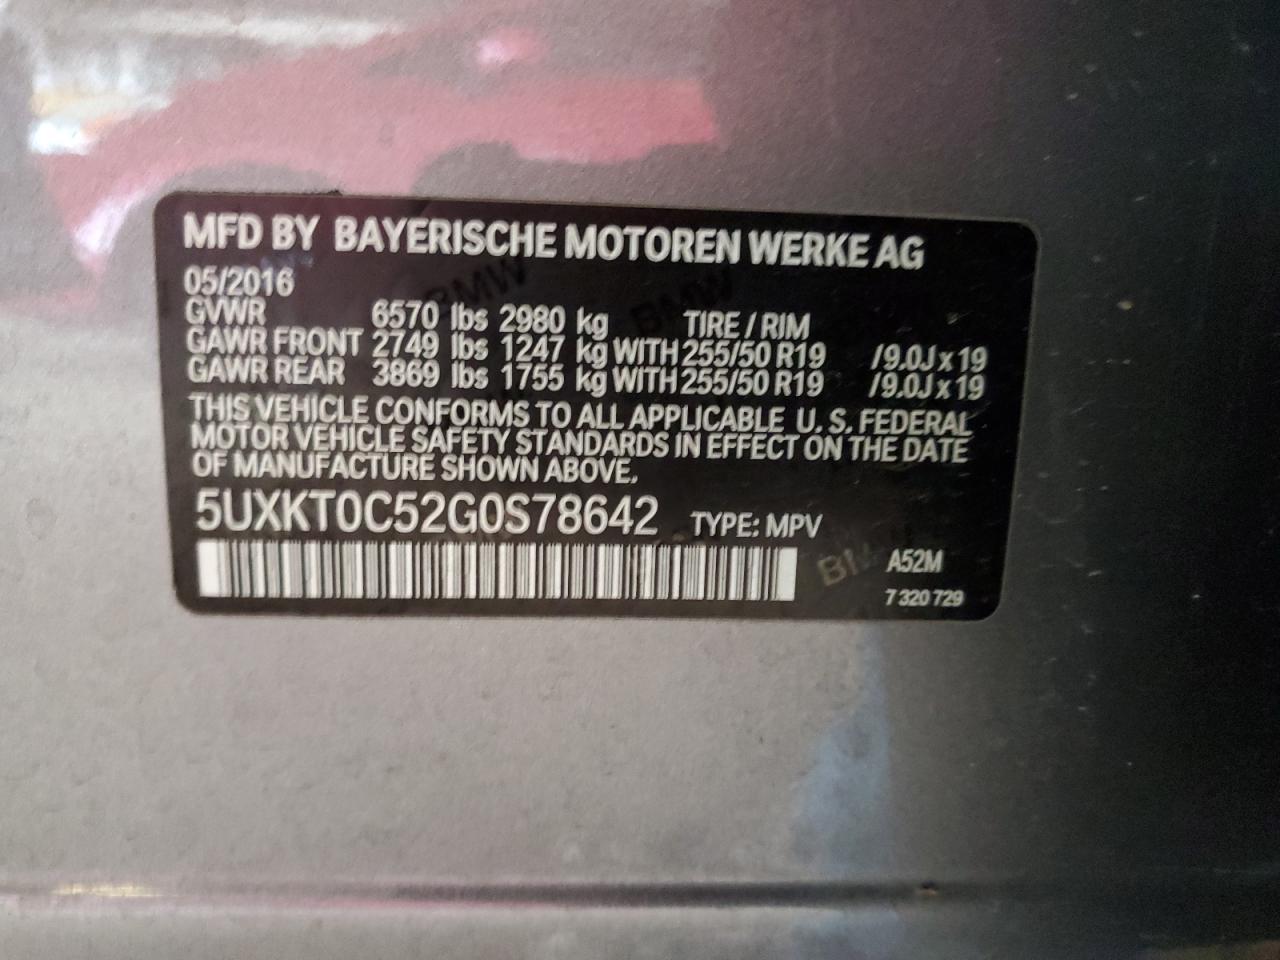 MFD BY BAYERISCHE MOTOREN WERKE AG
05/2016
GVWR 6570 lbs 2980 kg TIRE / RIM
GAWR FRONT 2749 lbs 1247 kg WITH 255/50 R19 /9.0J x 19
GAWR REAR 3869 lbs 1755 kg WITH 255/50 R19 /9.0J x 19
THIS VEHICLE CONFORMS TO ALL APPLICABLE U. S. FEDERAL
MOTOR VEHICLE SAFETY STANDARDS IN EFFECT ON THE DATE
OF MANUFACTURE SHOWN ABOVE.
5UXKT0C52G0S78642 TYPE: MPV
A52M
7 320 729
BMW
BMW